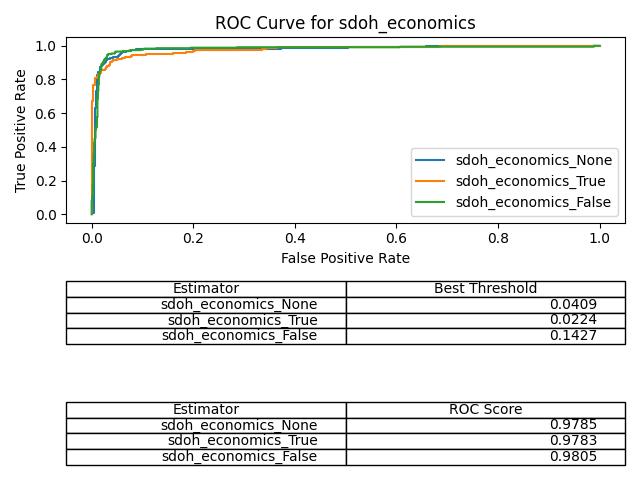 ROC Curve for sdoh_economics
True Positive Rate
1.0
0.8
0.6
0.4
0.2
0.0
sdoh_economics_None
sdoh_economics_True
sdoh_economics_False
0.0 0.2 0.4 0.6 0.8 1.0
False Positive Rate
Estimator Best Threshold
sdoh_economics_None 0.0409
sdoh_economics_True 0.0224
sdoh_economics_False 0.1427
Estimator ROC Score
sdoh_economics_None 0.9785
sdoh_economics_True 0.9783
sdoh_economics_False 0.9805